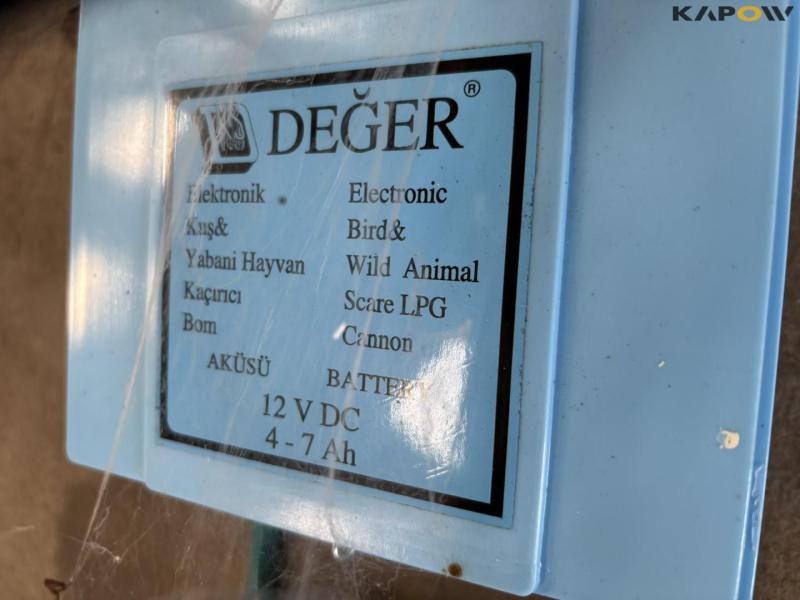 KAPOW
DEĞER®
Elektronik
Kuş&
Yabani Hayvan
Kaçırıcı
Bom
Electronic
Bird&
Wild Animal
Scare LPG
Cannon
AKÜSÜ BATTERY
12 V DC
4 - 7 Ah